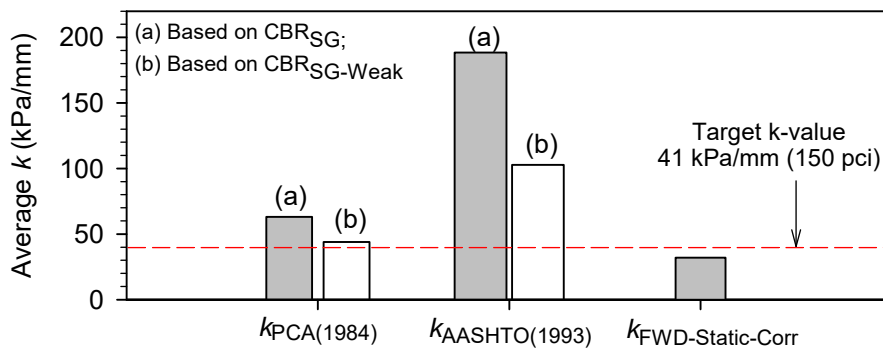 (a) Based on CBRSG;
(b) Based on CBRSG-Weak
(a)
(b)
(a)
(b)
Target k-value
41 kPa/mm (150 pci)
Average k (kPa/mm)
200
150
100
50
0
kPCA(1984)
kAASHTO(1993)
kFWD-Static-Corr